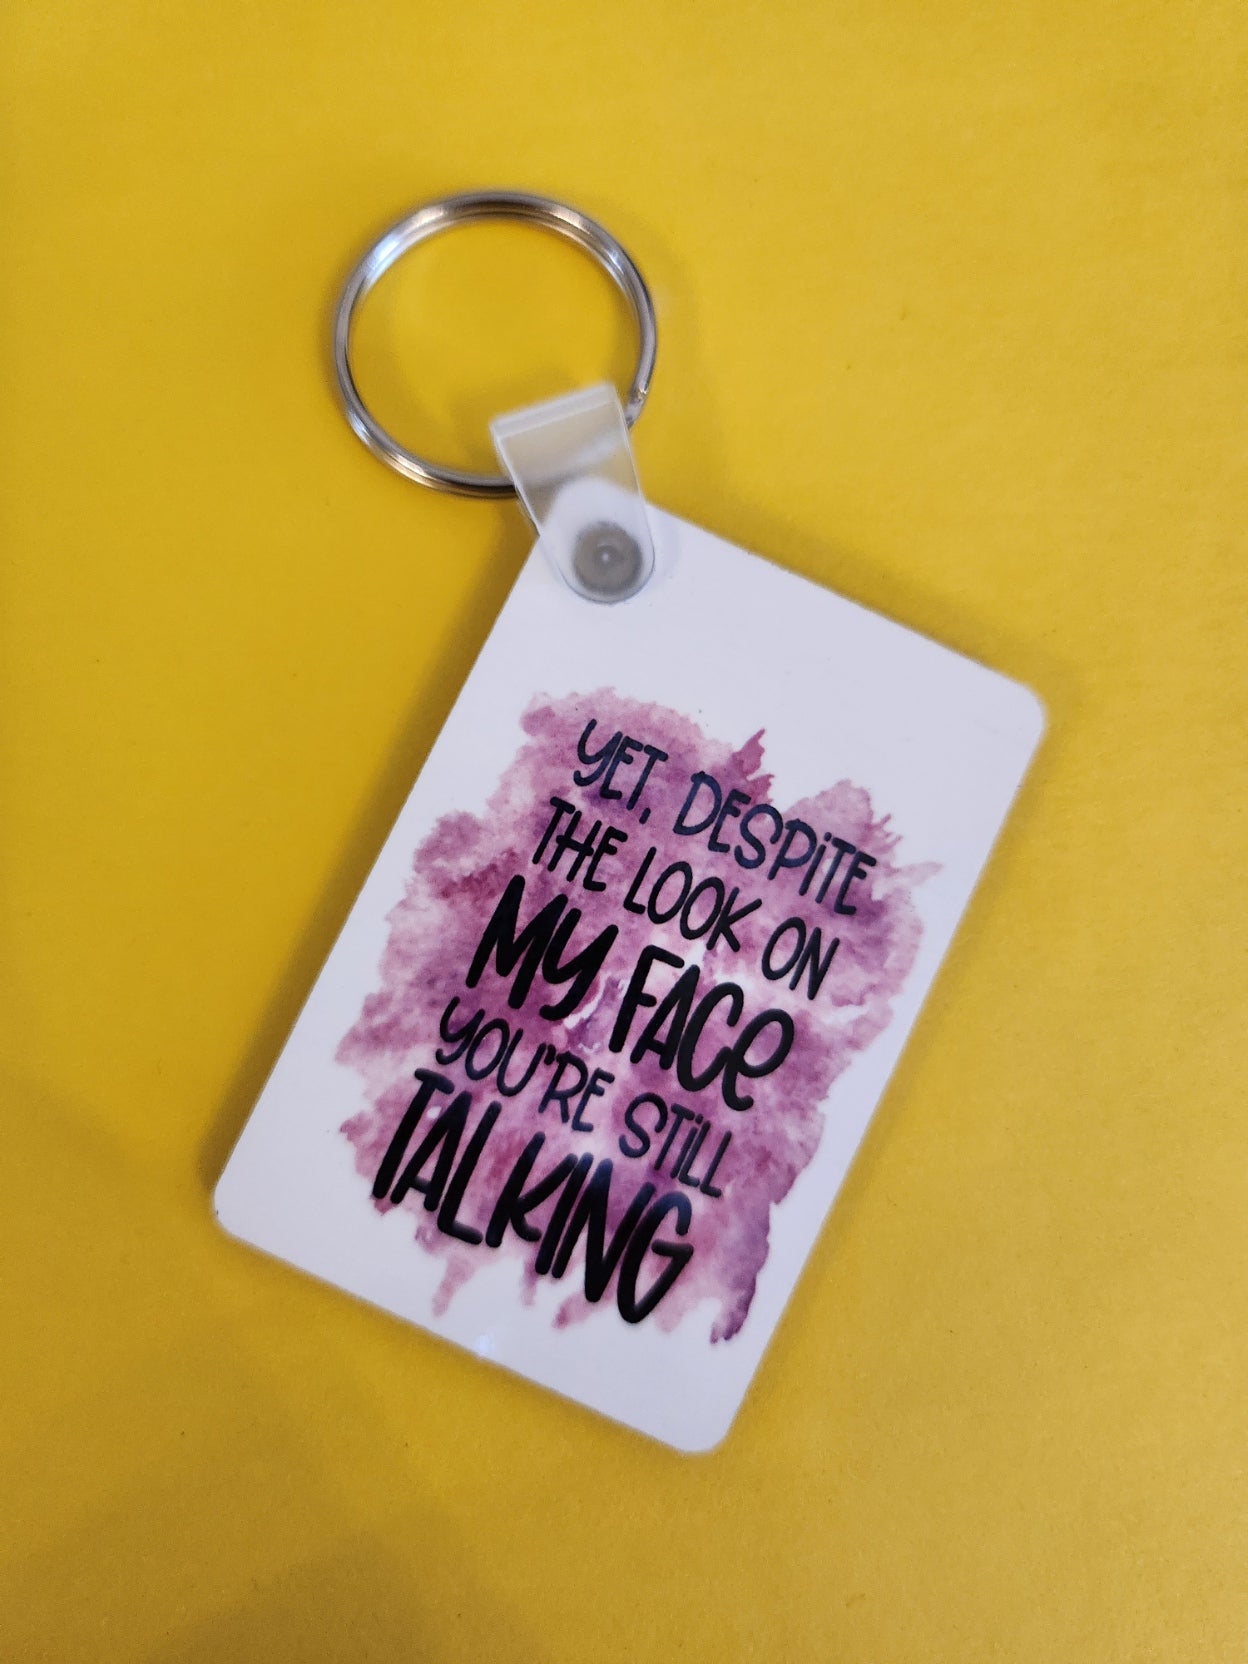 YET, DESPITE
THE LOOK ON
MY FACE
YOU'RE STILL
TALKING